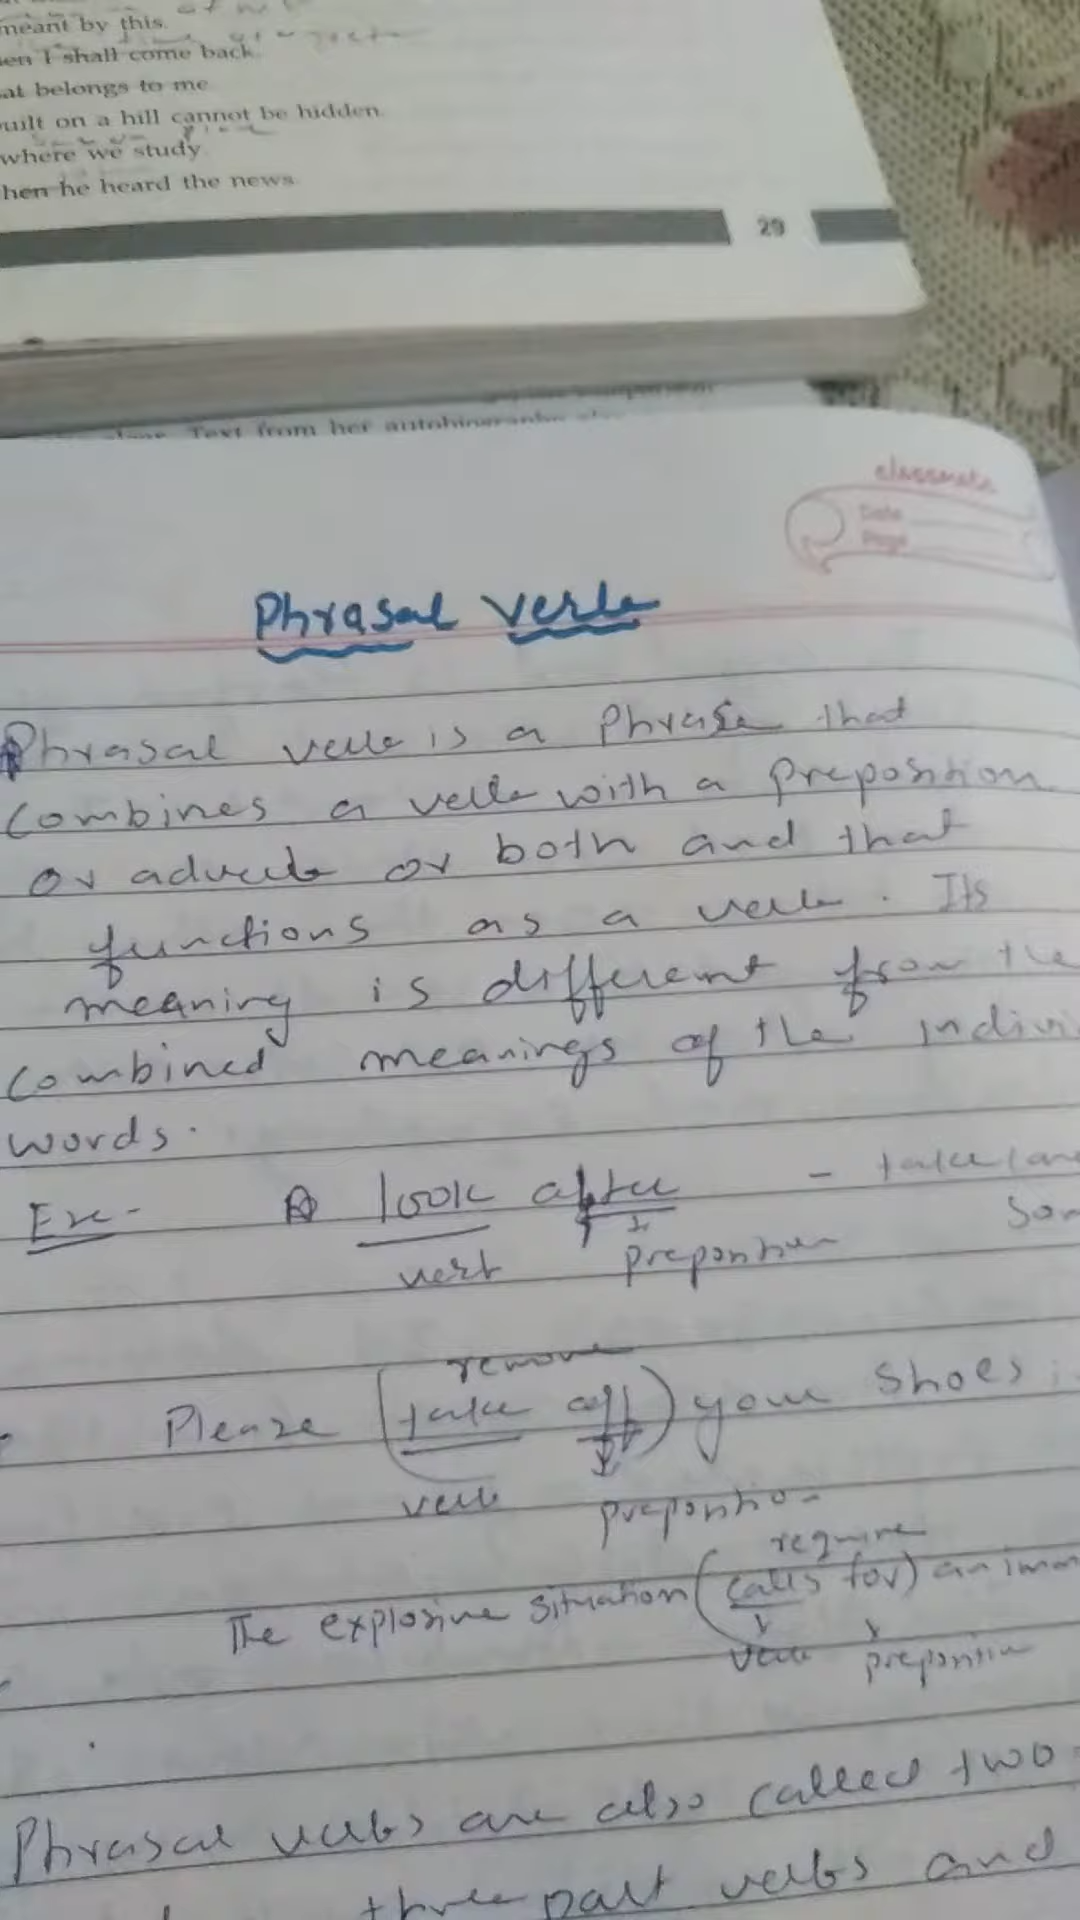 meant by this.
I shall come back.
at belongs to me.
uilt on a hill cannot be hidden.
where we study.
hen he heard the news.
29
Text from her
classmate
Date
Page
Phrasal verb
Phrasal verb is a Phrase that
combines a verb with a preposition
or adverb or both and that
functions as a verb. Its
meaning is different from the
combined meanings of the indivi
words.
Ex- look after - take care
verb preposition
remove
Please (take off) your shoes.
verb preposition
require
The explosive situation (calls for) an imm
verb preposition
Phrasal verbs are also called two
three part verbs and